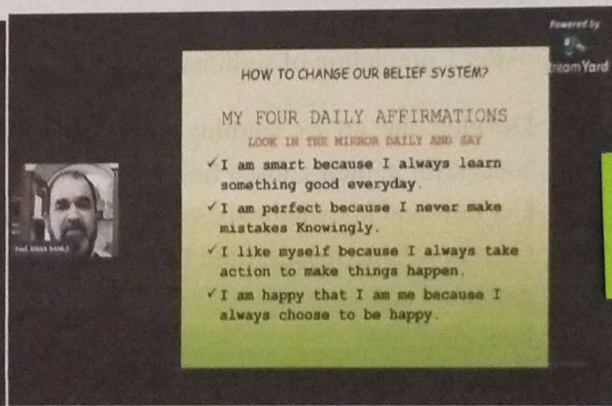 Powered by
treamYard
HOW TO CHANGE OUR BELIEF SYSTEM?
MY FOUR DAILY AFFIRMATIONS
LOOK IN THE MIRROR DAILY AND SAY
✓ I am smart because I always learn
something good everyday.
✓ I am perfect because I never make
mistakes Knowingly.
✓ I like myself because I always take
action to make things happen.
✓ I am happy that I am me because I
always choose to be happy.